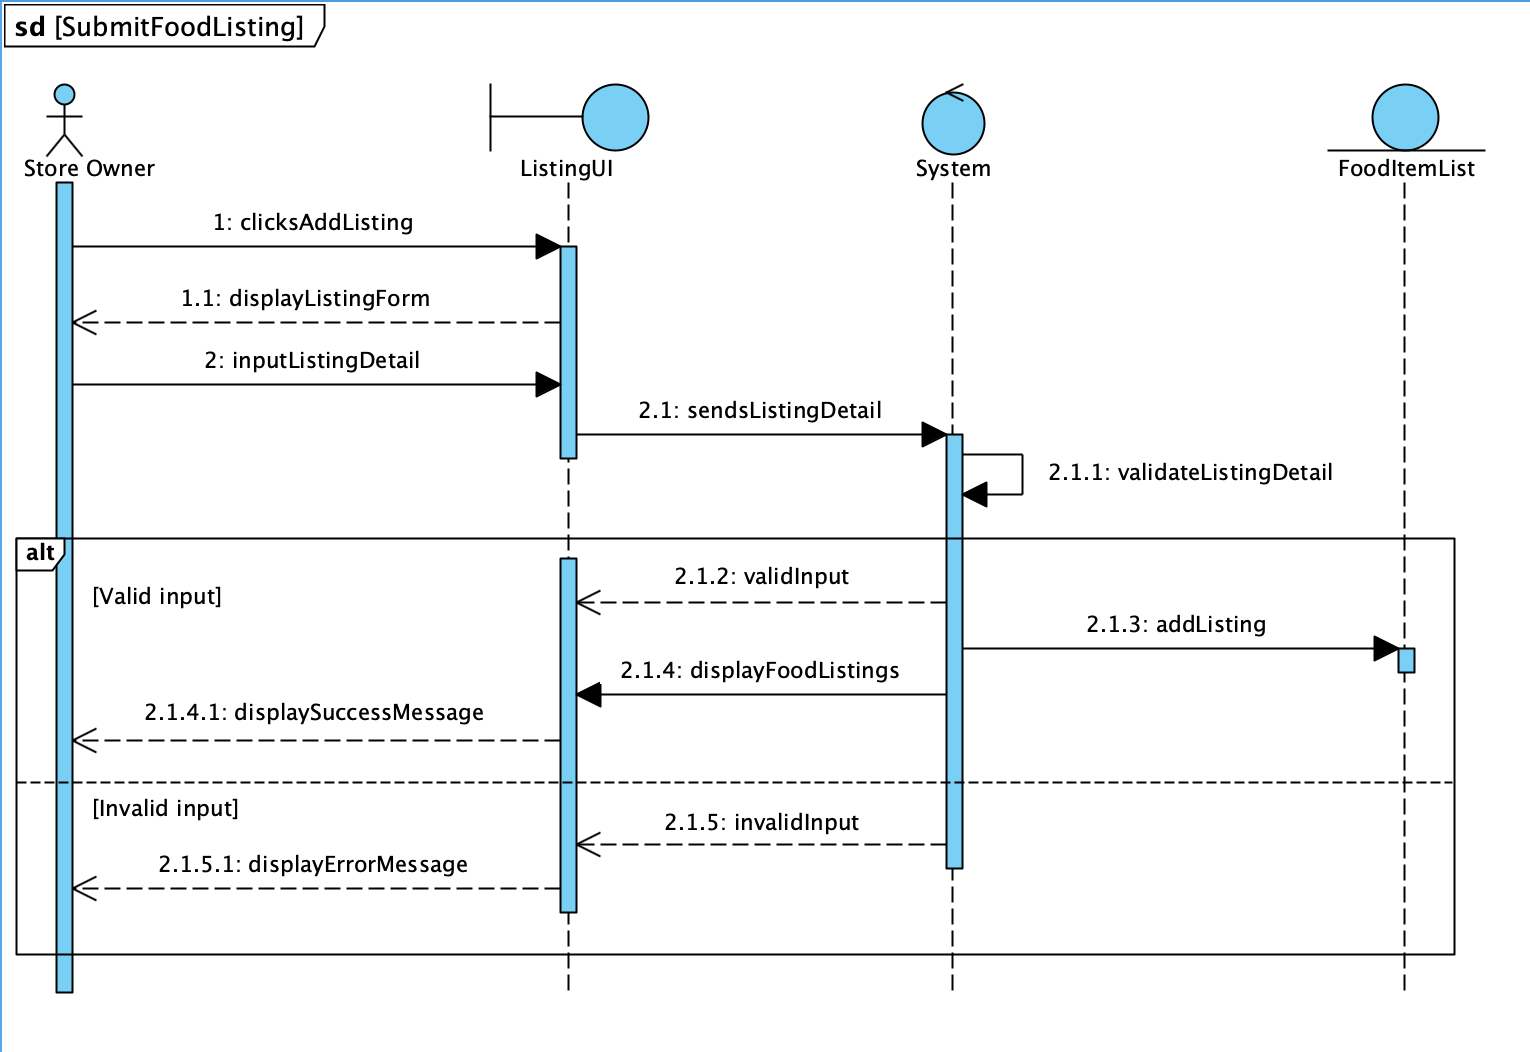 sd [SubmitFoodListing]
Store Owner
ListingUI
System
FoodItemList
1: clicksAddListing
1.1: displayListingForm
2: inputListingDetail
2.1: sendsListingDetail
2.1.1: validateListingDetail
alt
2.1.2: validInput
[Valid input]
2.1.3: addListing
2.1.4: displayFoodListings
2.1.4.1: displaySuccessMessage
[Invalid input]
2.1.5: invalidInput
2.1.5.1: displayErrorMessage